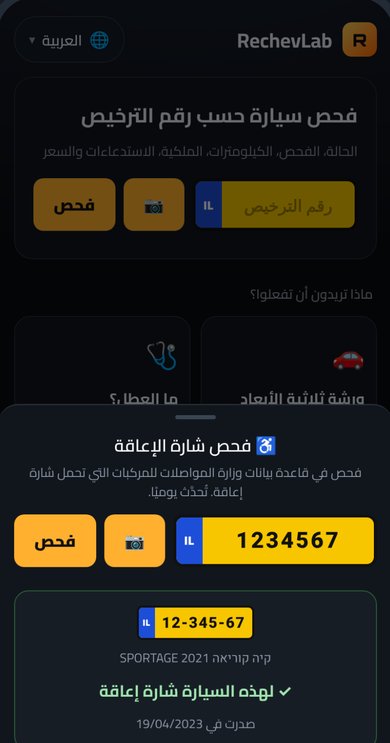 RechevLab
العربية
فحص سيارة حسب رقم الترخيص
الحالة، الفحص، الكيلومترات، الملكية، الاستدعاءات والسعر
IL رقم الترخيص
فحص
ماذا تريدون أن تفعلوا؟
ورشة ثلاثية الأبعاد
ما العطل؟
فحص شارة الإعاقة
فحص في قاعدة بيانات وزارة المواصلات للمركبات التي تحمل شارة
إعاقة. تُحدَّث يوميًا.
IL 1234567
فحص
IL 12-345-67
קיה קוריאה SPORTAGE 2021
✓ لهذه السيارة شارة إعاقة
صدرت في 19/04/2023